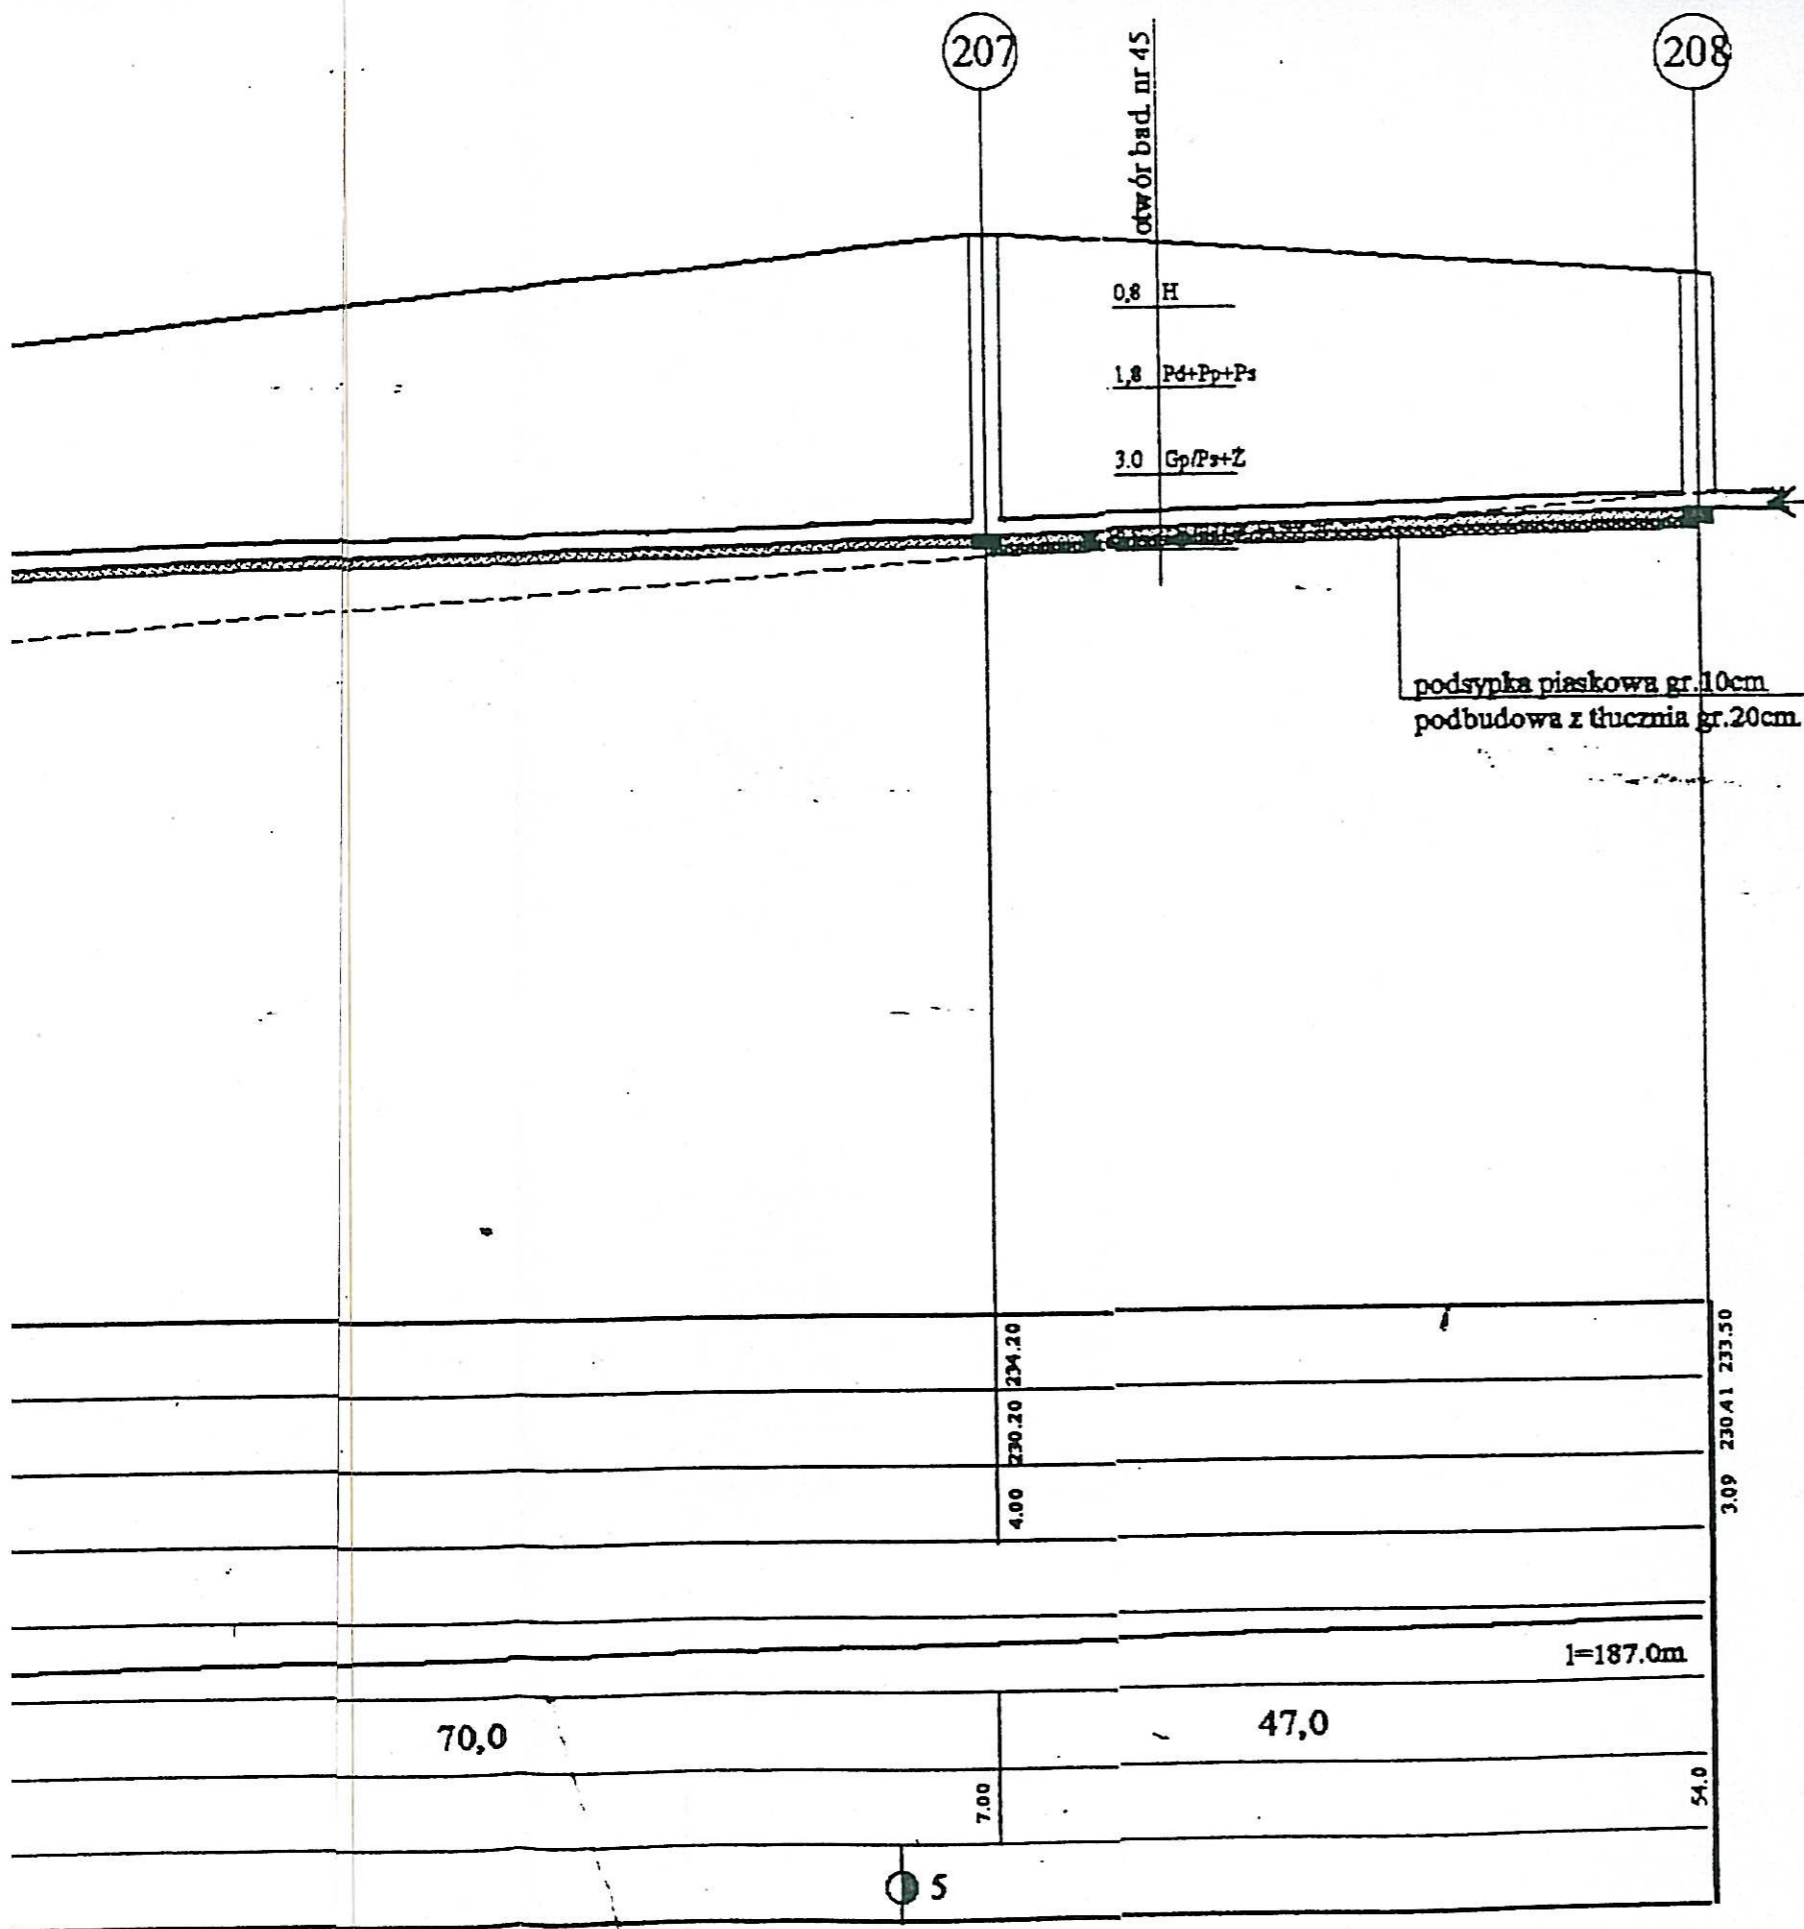 207
208
otwór bad. nr 45
0,8 H
1,8 Pd+Pp+Ps
3.0 Gp/Ps+Ż
podsypka piaskowa gr.10cm
podbudowa z tłucznia gr.20cm
234.20
233.50
230.20
230.41
4.00
3.09
l=187.0m
70,0
47,0
7.00
54.0
5